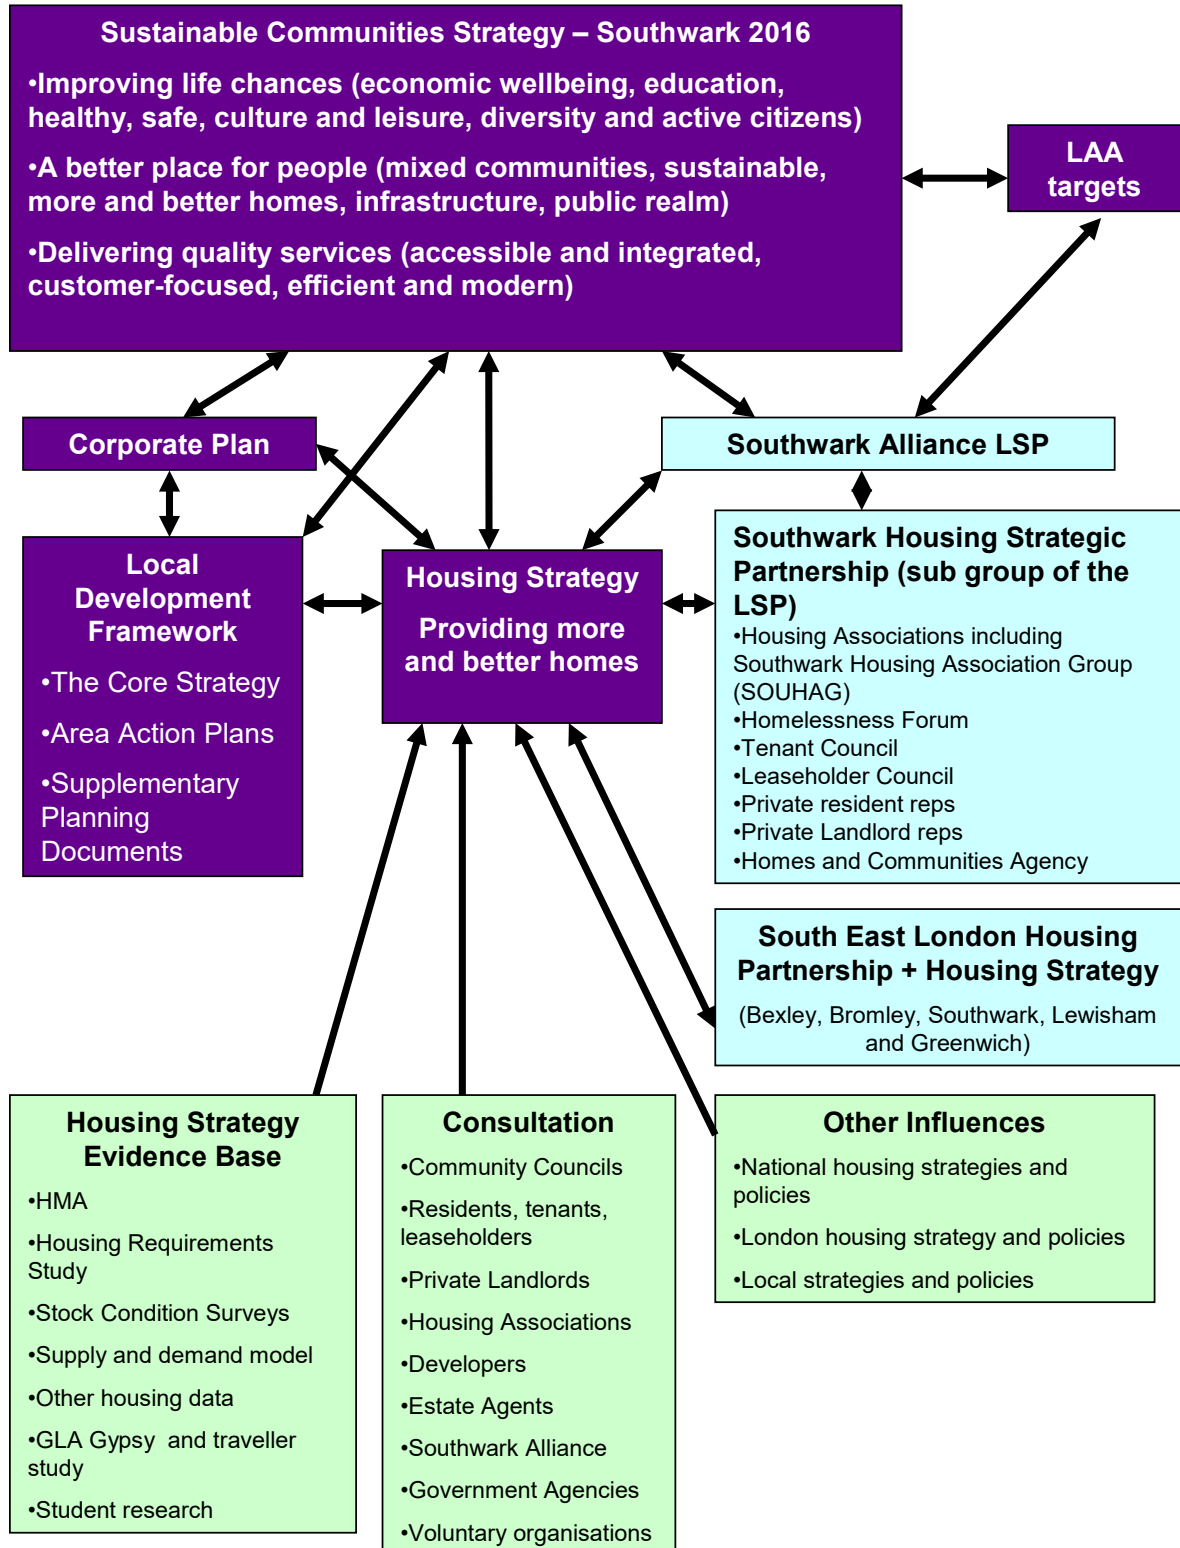 Sustainable Communities Strategy – Southwark 2016
•Improving life chances (economic wellbeing, education,
healthy, safe, culture and leisure, diversity and active citizens)
•A better place for people (mixed communities, sustainable,
more and better homes, infrastructure, public realm)
•Delivering quality services (accessible and integrated,
customer-focused, efficient and modern)
LAA
targets
Corporate Plan
Southwark Alliance LSP
Local
Development
Framework
•The Core Strategy
•Area Action Plans
•Supplementary
Planning
Documents
Housing Strategy
Providing more
and better homes
Southwark Housing Strategic
Partnership (sub group of the
LSP)
•Housing Associations including
Southwark Housing Association Group
(SOUHAG)
•Homelessness Forum
•Tenant Council
•Leaseholder Council
•Private resident reps
•Private Landlord reps
•Homes and Communities Agency
South East London Housing
Partnership + Housing Strategy
(Bexley, Bromley, Southwark, Lewisham
and Greenwich)
Housing Strategy
Evidence Base
•HMA
•Housing Requirements
Study
•Stock Condition Surveys
•Supply and demand model
•Other housing data
•GLA Gypsy and traveller
study
•Student research
Consultation
•Community Councils
•Residents, tenants,
leaseholders
•Private Landlords
•Housing Associations
•Developers
•Estate Agents
•Southwark Alliance
•Government Agencies
•Voluntary organisations
Other Influences
•National housing strategies and
policies
•London housing strategy and policies
•Local strategies and policies